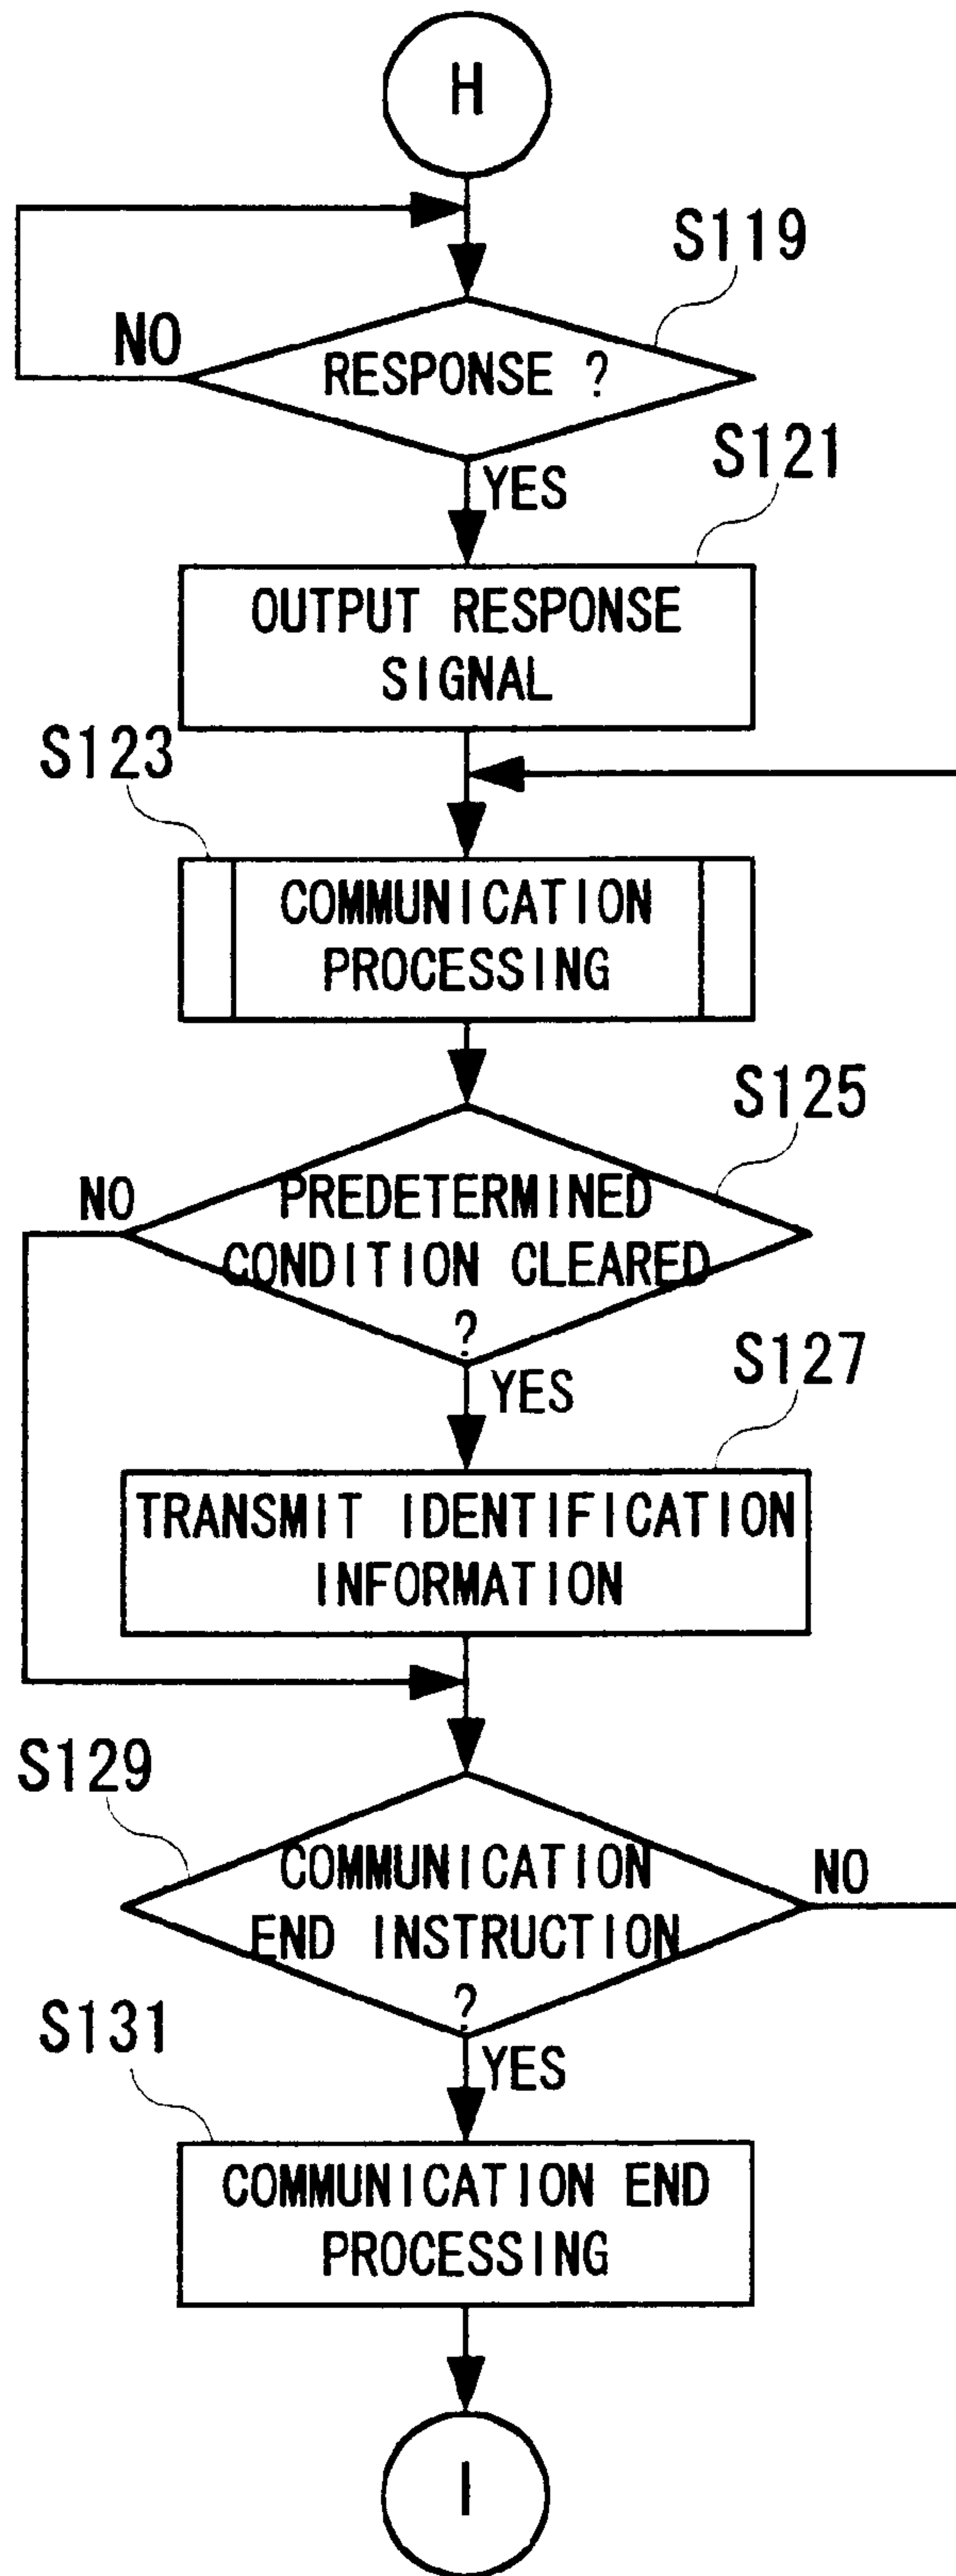 H
S119
NO
RESPONSE ?
YES
S121
OUTPUT RESPONSE
SIGNAL
S123
COMMUNICATION
PROCESSING
S125
NO
PREDETERMINED
CONDITION CLEARED
?
YES
S127
TRANSMIT IDENTIFICATION
INFORMATION
S129
COMMUNICATION
END INSTRUCTION
?
NO
S131
YES
COMMUNICATION END
PROCESSING
I